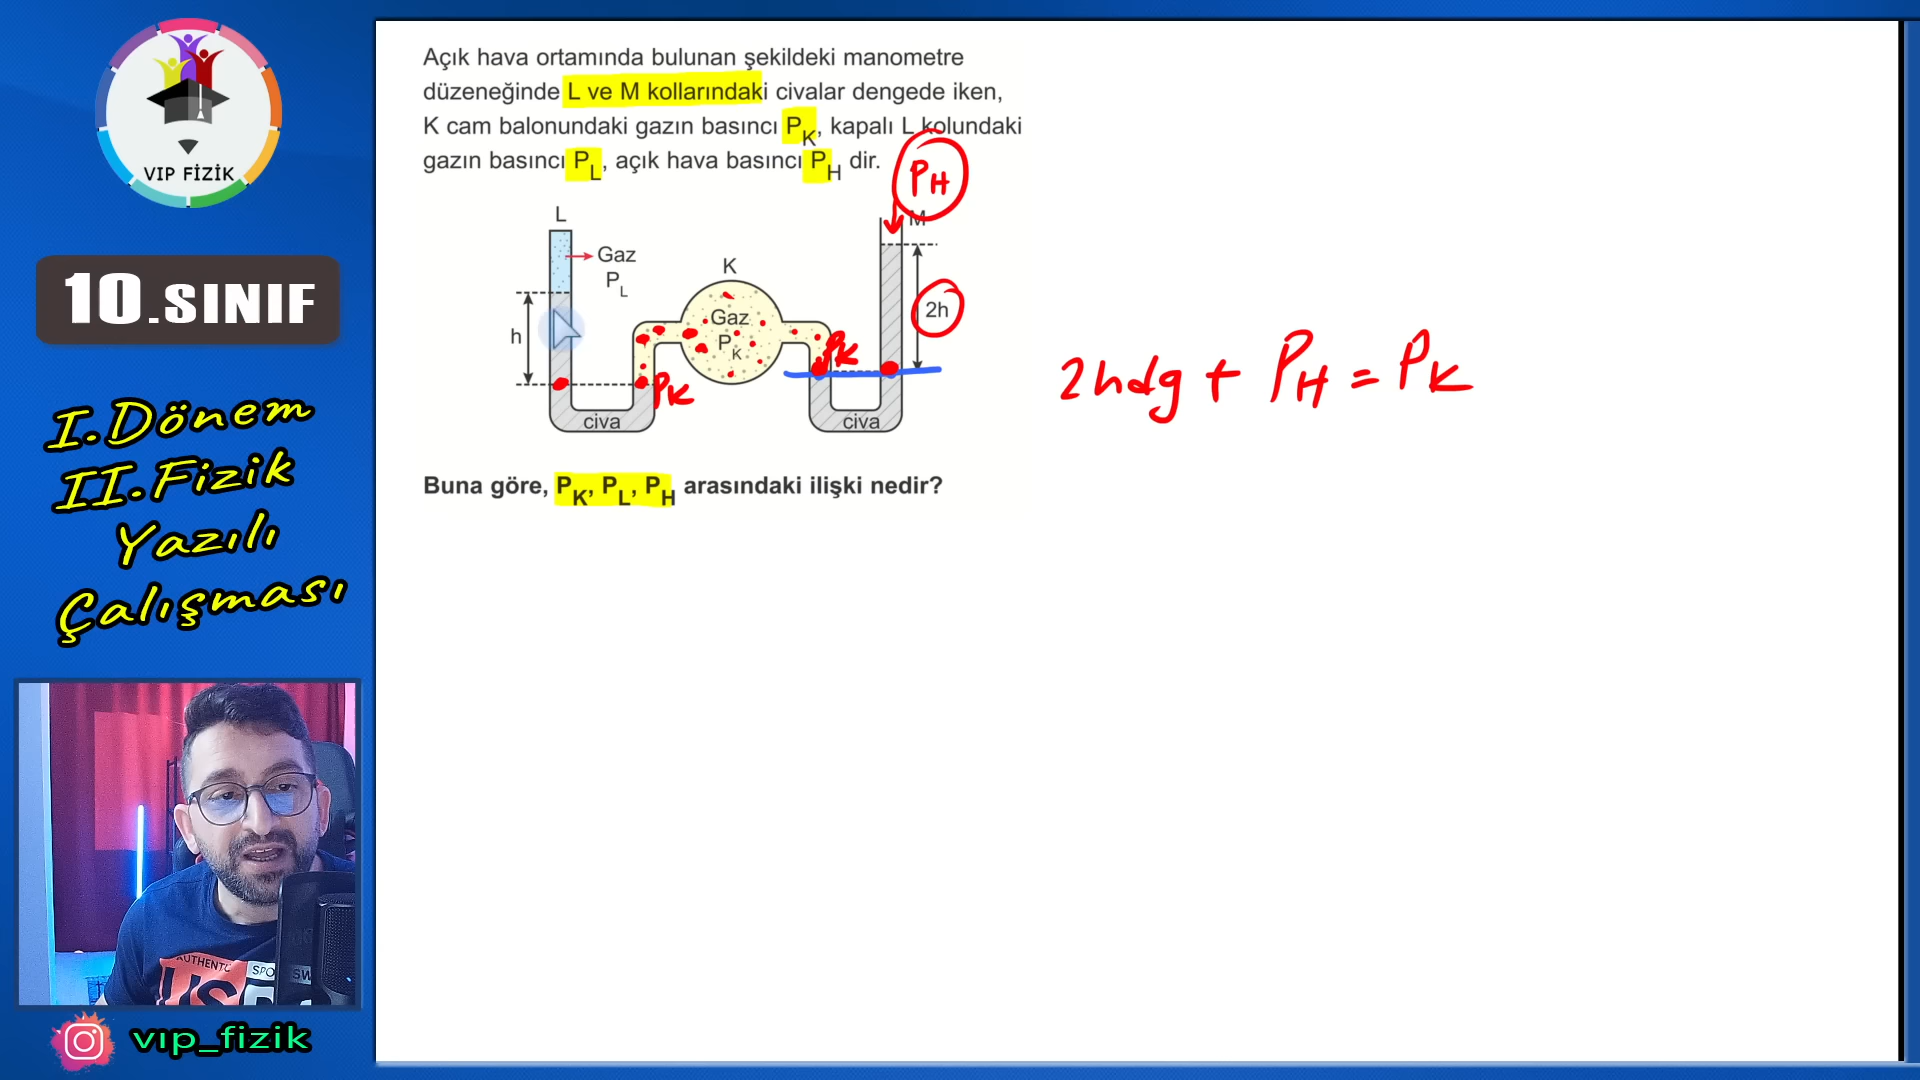 VIP FİZİK
10.SINIF
I.Dönem
II.Fizik
Yazılı
Çalışması
vıp_fizik
Açık hava ortamında bulunan şekildeki manometre
düzeneğinde L ve M kollarındaki civalar dengede iken,
K cam balonundaki gazın basıncı PK, kapalı L kolundaki
gazın basıncı PL, açık hava basıncı PH dir.
PH
L
M
Gaz
PL
K
Gaz
PK
h
2h
PK
PK
civa
civa
2hdg + PH = PK
Buna göre, PK, PL, PH arasındaki ilişki nedir?